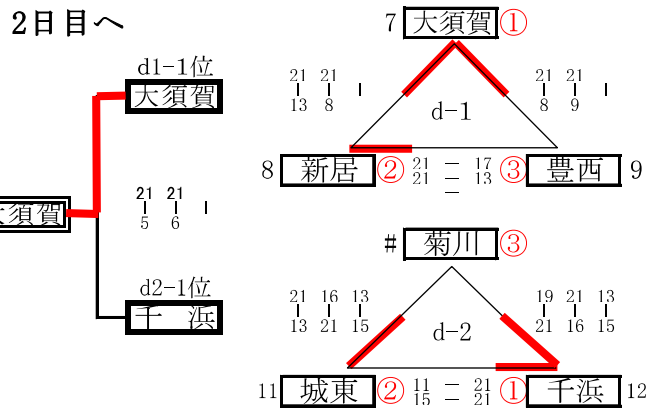 2日目へ
7 大須賀 ①
d1-1位
大須賀
21 21
13 8
21 21
8 9
d-1
8 新居 ② 21 − 17 ③ 豊西 9
21 − 13
−
大須賀
21 21
5 6
# 菊川 ③
d2-1位
千 浜
21 16 13
13 21 15
19 21 13
21 16 15
d-2
11 城東 ② 11 − 21 ① 千浜 12
15 − 21